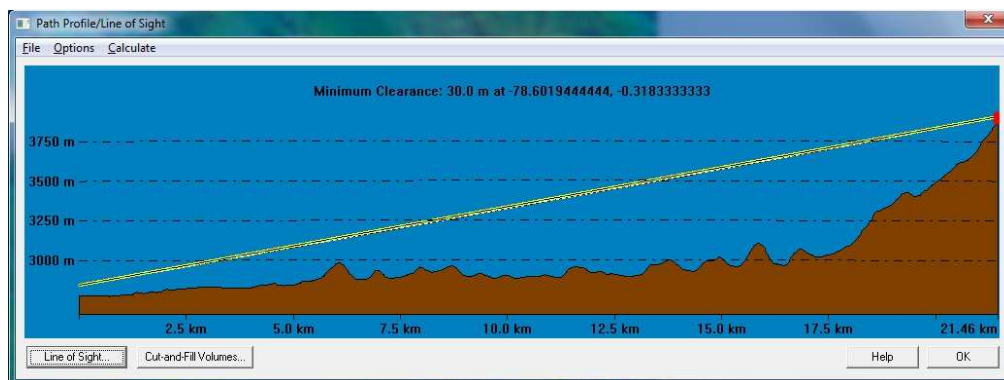 Path Profile/Line of Sight
File Options Calculate
Minimum Clearance: 30.0 m at -78.6019444444, -0.3183333333
3750 m
3500 m
3250 m
3000 m
2.5 km 5.0 km 7.5 km 10.0 km 12.5 km 15.0 km 17.5 km 21.46 km
Line of Sight... Cut-and-Fill Volumes... Help OK